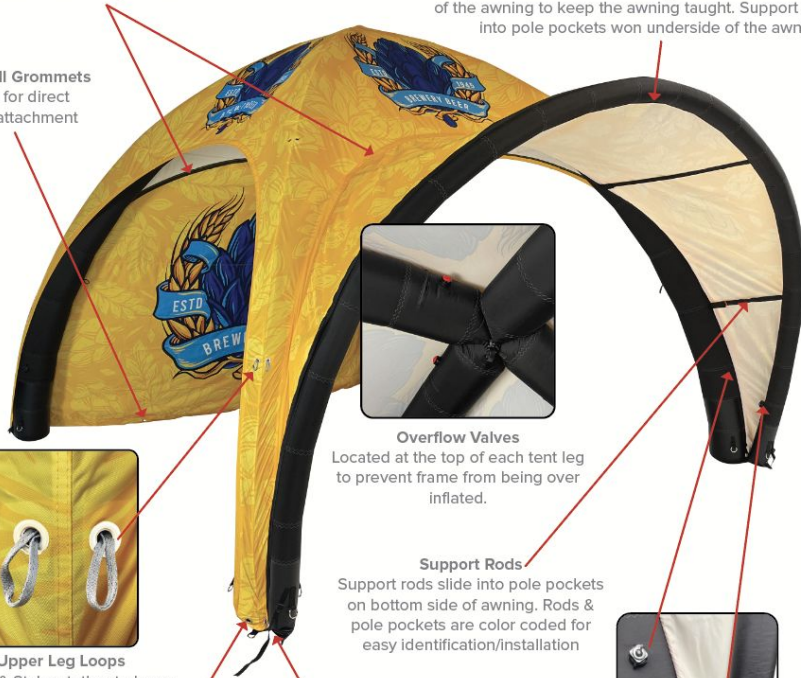 of the awning to keep the awning taught. Support
into pole pockets won underside of the awn
ll Grommets
for direct
attachment
ESTD
1965
BREWERY BEER
ESTD
BREW
Overflow Valves
Located at the top of each tent leg
to prevent frame from being over
inflated.
Support Rods
Support rods slide into pole pockets
on bottom side of awning. Rods &
pole pockets are color coded for
easy identification/installation
Upper Leg Loops